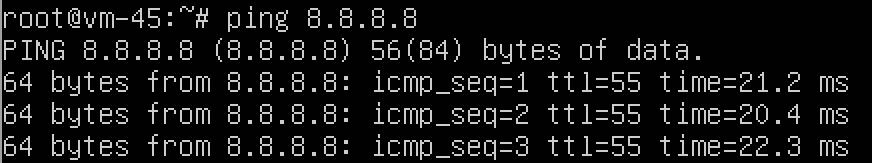 root@vm-45:~# ping 8.8.8.8
PING 8.8.8.8 (8.8.8.8) 56(84) bytes of data.
64 bytes from 8.8.8.8: icmp_seq=1 ttl=55 time=21.2 ms
64 bytes from 8.8.8.8: icmp_seq=2 ttl=55 time=20.4 ms
64 bytes from 8.8.8.8: icmp_seq=3 ttl=55 time=22.3 ms